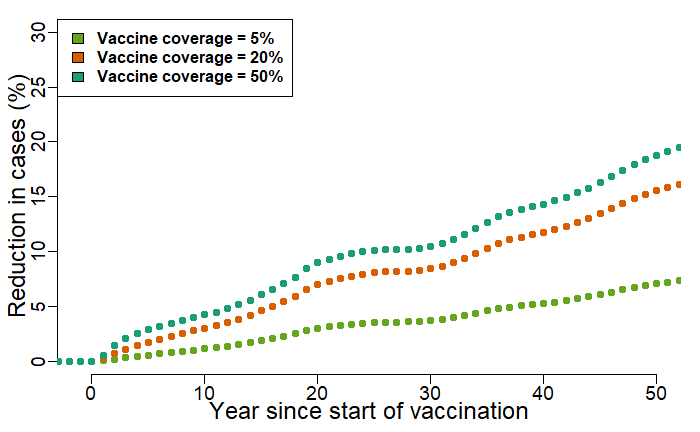 Reduction in cases (%)
30
25
20
15
10
5
0
Vaccine coverage = 5%
Vaccine coverage = 20%
Vaccine coverage = 50%
0 10 20 30 40 50
Year since start of vaccination